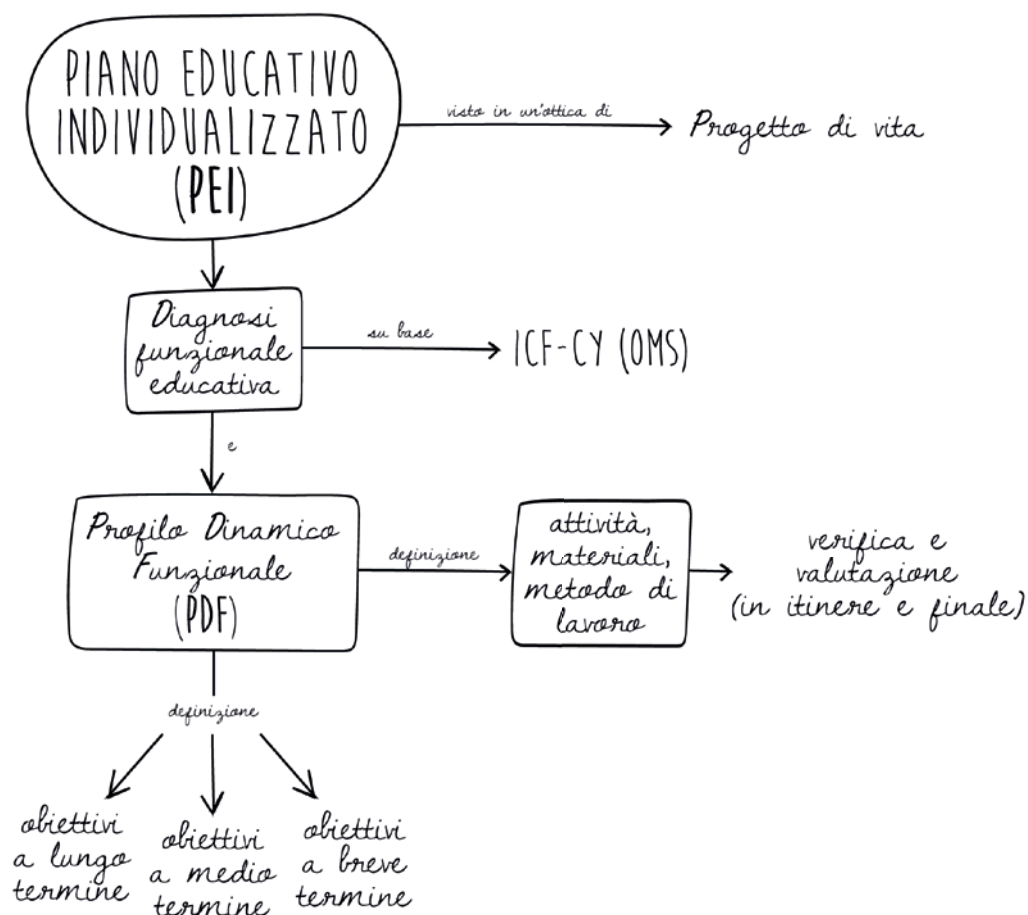 PIANO EDUCATIVO
INDIVIDUALIZZATO
(PEI)
visto in un'ottica di
Progetto di vita
Diagnosi
funzionale
educativa
su base
ICF-CY (OMS)
e
Profilo Dinamico
Funzionale
(PDF)
definizione
attività,
materiali,
metodo di
lavoro
verifica e
valutazione
(in itinere e finale)
definizione
obiettivi
a lungo
termine
obiettivi
a medio
termine
obiettivi
a breve
termine